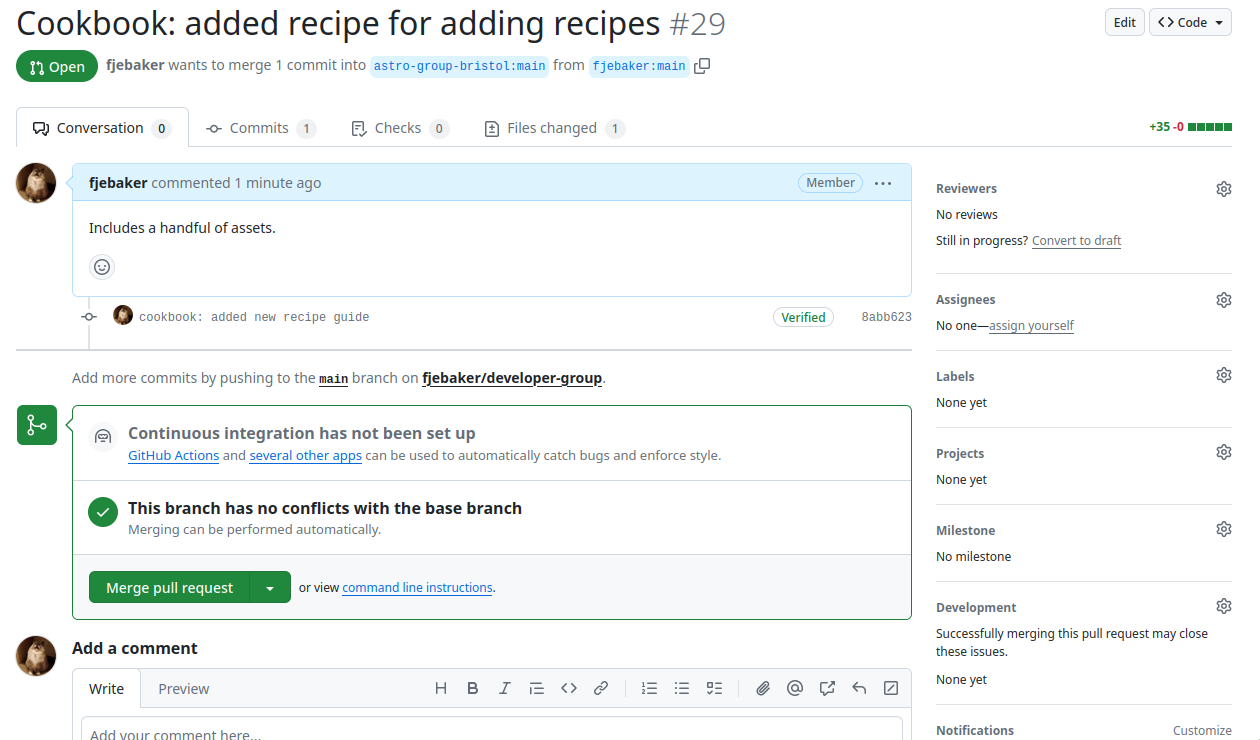 Cookbook: added recipe for adding recipes #29
Edit
<> Code
Open
fjebaker wants to merge 1 commit into astro-group-bristol:main from fjebaker:main
Conversation 0
Commits 1
Checks 0
Files changed 1
+35 -0
fjebaker commented 1 minute ago
Member
Includes a handful of assets.
cookbook: added new recipe guide
Verified
8abb623
Add more commits by pushing to the main branch on fjebaker/developer-group.
Continuous integration has not been set up
GitHub Actions and several other apps can be used to automatically catch bugs and enforce style.
This branch has no conflicts with the base branch
Merging can be performed automatically.
Merge pull request
or view command line instructions.
Add a comment
Write
Preview
Add your comment here...
Reviewers
No reviews
Still in progress? Convert to draft
Assignees
No one—assign yourself
Labels
None yet
Projects
None yet
Milestone
No milestone
Development
Successfully merging this pull request may close
these issues.
None yet
Notifications
Customize